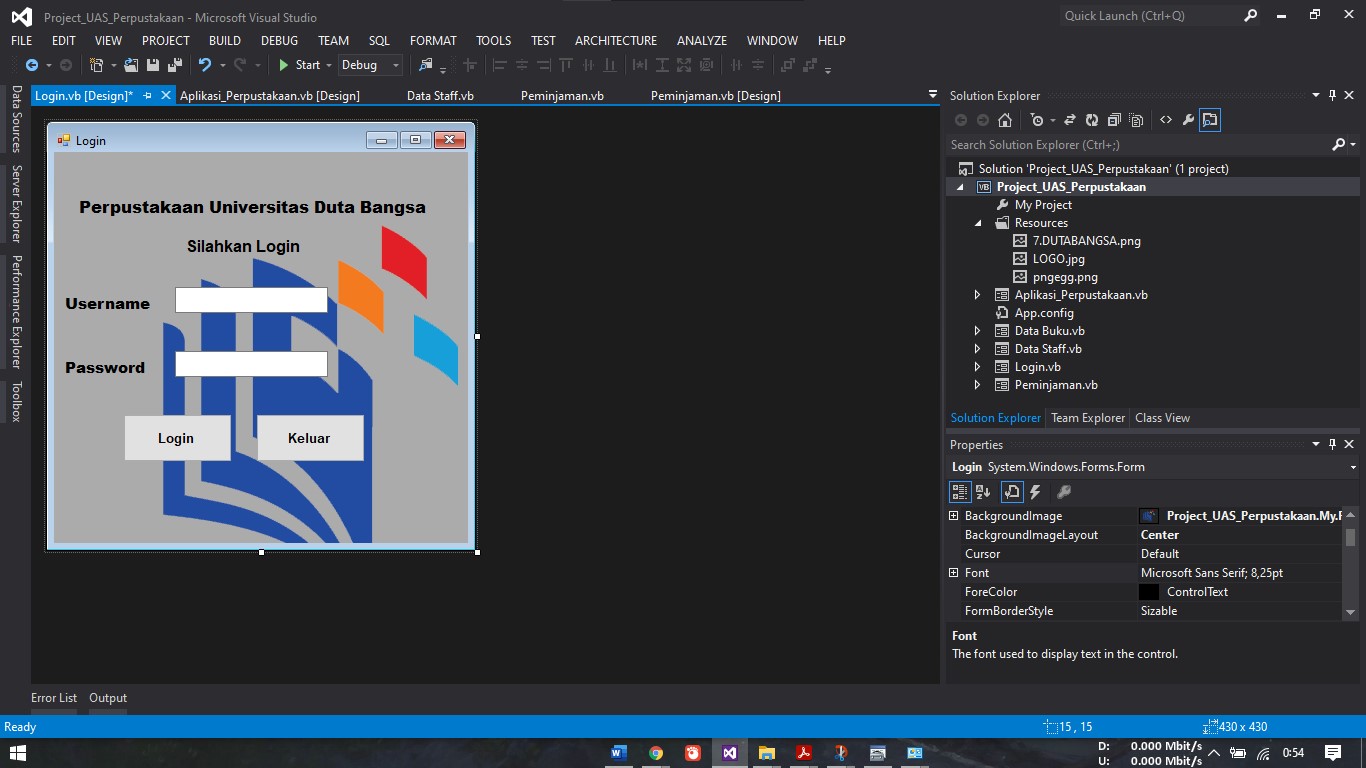 Project_UAS_Perpustakaan - Microsoft Visual Studio
Quick Launch (Ctrl+Q)
FILE EDIT VIEW PROJECT BUILD DEBUG TEAM SQL FORMAT TOOLS TEST ARCHITECTURE ANALYZE WINDOW HELP
Start Debug
Login.vb [Design]* Aplikasi_Perpustakaan.vb [Design] Data Staff.vb Peminjaman.vb Peminjaman.vb [Design]
Data Sources
Server Explorer
Performance Explorer
Toolbox
Login
Perpustakaan Universitas Duta Bangsa
Silahkan Login
Username
Password
Login Keluar
Solution Explorer
Search Solution Explorer (Ctrl+;)
Solution 'Project_UAS_Perpustakaan' (1 project)
VB Project_UAS_Perpustakaan
My Project
Resources
7.DUTABANGSA.png
LOGO.jpg
pngegg.png
Aplikasi_Perpustakaan.vb
App.config
Data Buku.vb
Data Staff.vb
Login.vb
Peminjaman.vb
Solution Explorer Team Explorer Class View
Properties
Login System.Windows.Forms.Form
BackgroundImage Project_UAS_Perpustakaan.My.R
BackgroundImageLayout Center
Cursor Default
Font Microsoft Sans Serif; 8,25pt
ForeColor ControlText
FormBorderStyle Sizable
Font
The font used to display text in the control.
Error List Output
Ready 15 , 15 430 x 430
D: 0.000 Mbit/s
U: 0.000 Mbit/s
0:54